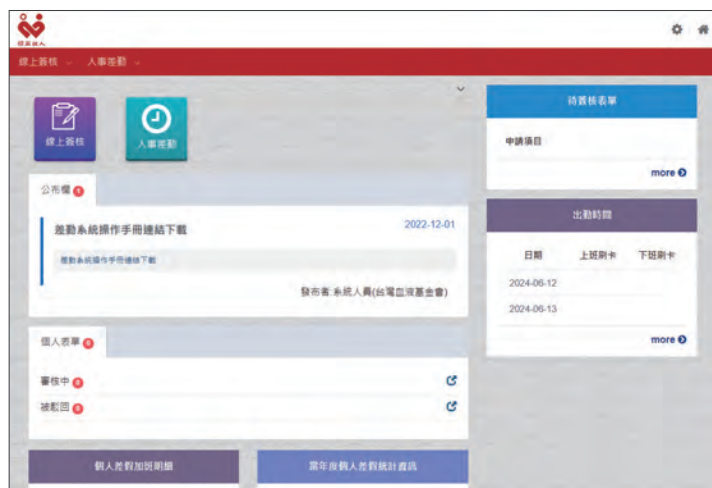 線上簽核 人事差勤
線上簽核 人事差勤
公布欄 1
差勤系統操作手冊連結下載 2022-12-01
差勤系統操作手冊連結下載
發布者:系統人員(台灣血液基金會)
個人表單 0
審核中 0
被駁回 0
個人差假加班明細 當年度個人差假統計資訊
待簽核表單
申請項目
more
出勤時間
日期 上班刷卡 下班刷卡
2024-06-12
2024-06-13
more